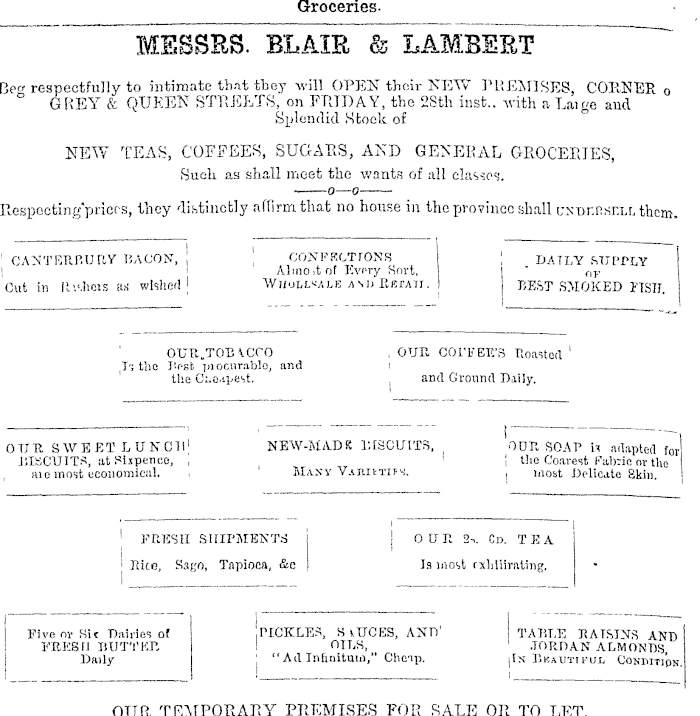 Groceries.
MESSRS. BLAIR & LAMBERT
Beg respectfully to intimate that they will OPEN their NEW PREMISES, CORNER o
GREY & QUEEN STREETS, on FRIDAY, the 28th inst., with a Large and
Splendid Stock of
NEW TEAS, COFFEES, SUGARS, AND GENERAL GROCERIES,
Such as shall meet the wants of all classes.
——o—o——
Respecting prices, they distinctly affirm that no house in the province shall UNDERSELL them.
CANTERBURY BACON,
Cut in Rashers as wished
CONFECTIONS
Almost of Every Sort,
WHOLLSALE AND RETAIL.
DAILY SUPPLY
OF
BEST SMOKED FISH.
OUR TOBACCO
Is the Best procurable, and
the Cheapest.
OUR COFFEE'S Roasted
and Ground Daily.
OUR SWEET LUNCH
BISCUITS, at Sixpence,
are most economical.
NEW-MADE BISCUITS,
MANY VARIETIES.
OUR SOAP is adapted for
the Coarest Fabric or the
most Delicate Skin.
FRESH SHIPMENTS
Rice, Sago, Tapioca, &c
OUR 2s. 6D. TEA
Is most exhilirating.
Five or Six Dairies of
FRESH BUTTER
Daily
PICKLES, SAUCES, AND
OILS,
"Ad Infinitum," Cheap.
TABLE RAISINS AND
JORDAN ALMONDS,
IN BEAUTIFUL CONDITION.
OUR TEMPORARY PREMISES FOR SALE OR TO LET.